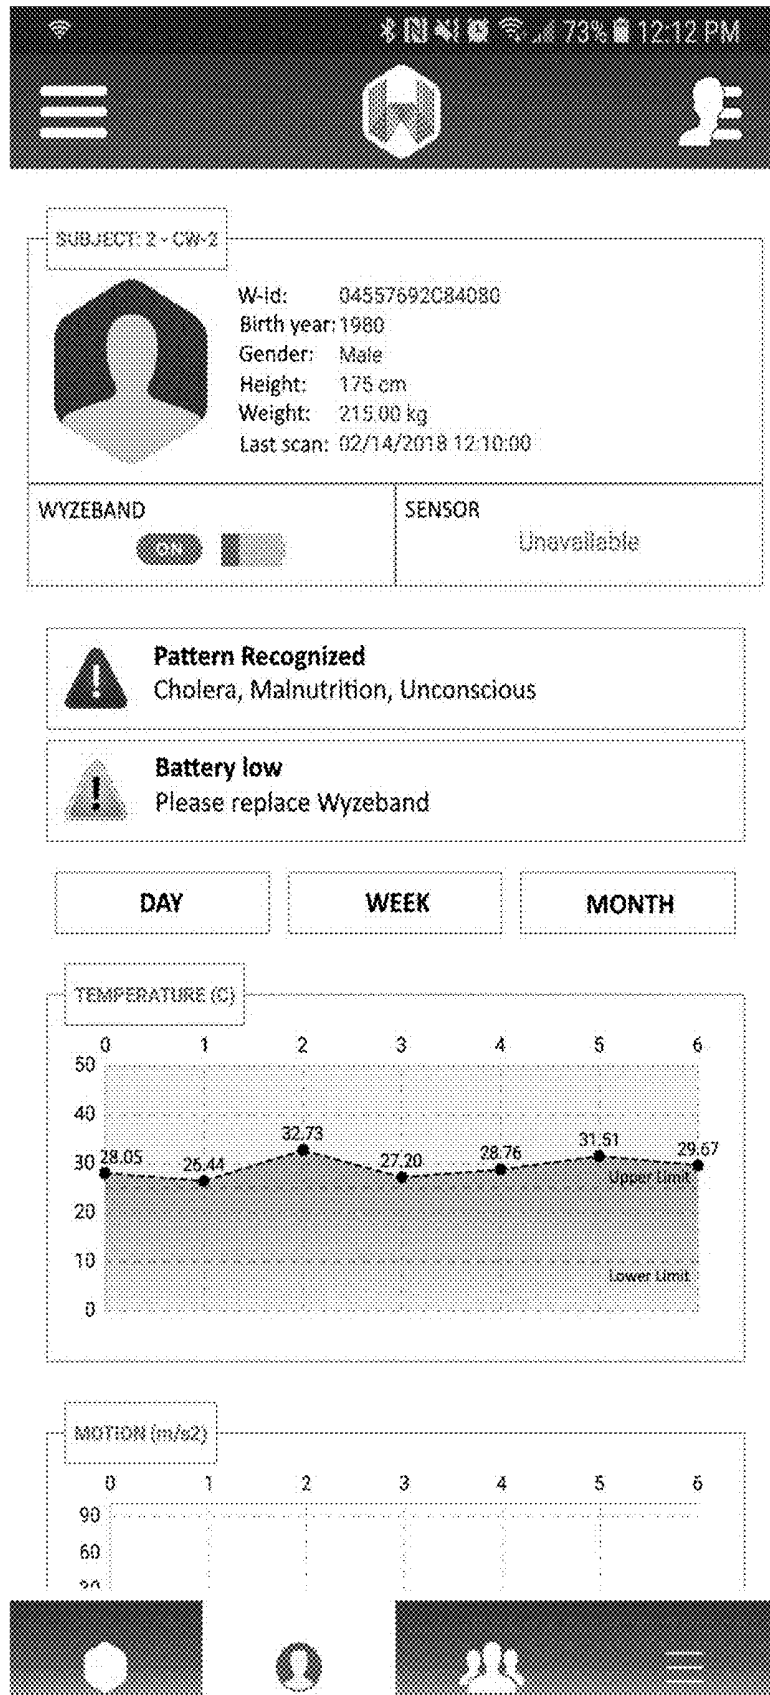 73% 12:12 PM
SUBJECT: 2 - CW-2
W-id: 04557692C84080
Birth year: 1980
Gender: Male
Height: 175 cm
Weight: 215.00 kg
Last scan: 02/14/2018 12:10:00
WYZEBAND
SENSOR
ON
Unavailable
Pattern Recognized
Cholera, Malnutrition, Unconscious
Battery low
Please replace Wyzeband
DAY WEEK MONTH
TEMPERATURE (C)
0 1 2 3 4 5 6
50
40
32.73
31.51
30 28.05 26.44 27.20 28.76 29.67
Upper Limit
20
10
Lower Limit
0
MOTION (m/s2)
0 1 2 3 4 5 6
90
60